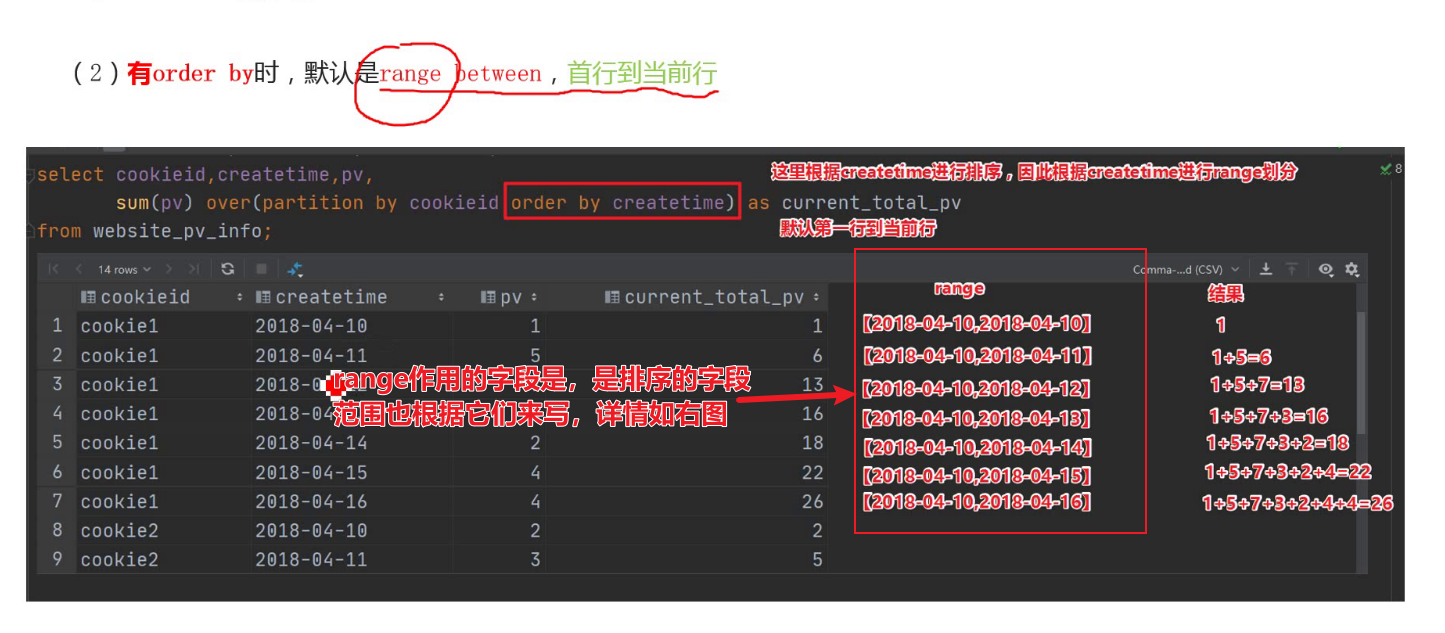 （2）有order by时，默认是range between，首行到当前行
select cookieid,createtime,pv,
这里根据createtime进行排序，因此根据createtime进行range划分
8
sum(pv) over(partition by cookieid order by createtime) as current_total_pv
from website_pv_info;
默认第一行到当前行
14 rows
Comma-...d (CSV)
cookieid createtime pv current_total_pv range 结果
1 cookie1 2018-04-10 1 1 【2018-04-10,2018-04-10】 1
2 cookie1 2018-04-11 5 6 【2018-04-10,2018-04-11】 1+5=6
3 cookie1 2018-0 13 【2018-04-10,2018-04-12】 1+5+7=13
range作用的字段是，是排序的字段
范围也根据它们来写，详情如右图
4 cookie1 2018-04 16 【2018-04-10,2018-04-13】 1+5+7+3=16
5 cookie1 2018-04-14 2 18 【2018-04-10,2018-04-14】 1+5+7+3+2=18
6 cookie1 2018-04-15 4 22 【2018-04-10,2018-04-15】 1+5+7+3+2+4=22
7 cookie1 2018-04-16 4 26 【2018-04-10,2018-04-16】 1+5+7+3+2+4+4=26
8 cookie2 2018-04-10 2 2
9 cookie2 2018-04-11 3 5